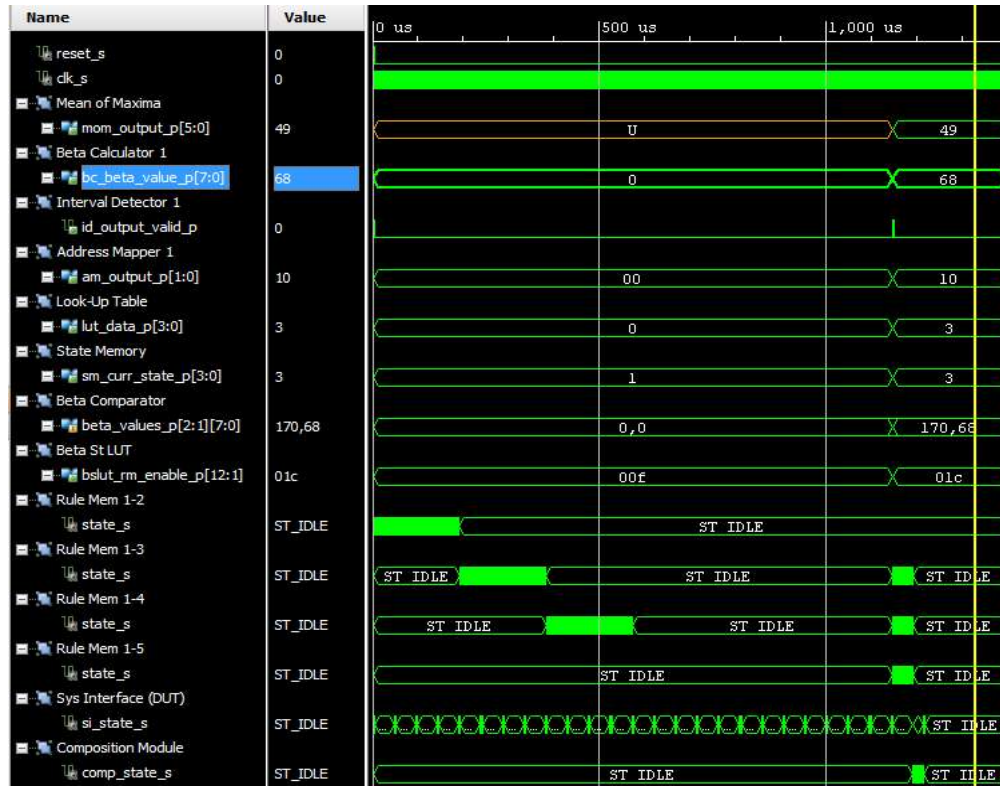 Name Value
0 us 500 us 1,000 us
reset_s 0
clk_s 0
Mean of Maxima
mom_output_p[5:0] 49 U 49
Beta Calculator 1
bc_beta_value_p[7:0] 68 0 68
Interval Detector 1
id_output_valid_p 0
Address Mapper 1
am_output_p[1:0] 10 00 10
Look-Up Table
lut_data_p[3:0] 3 0 3
State Memory
sm_curr_state_p[3:0] 3 1 3
Beta Comparator
beta_values_p[2:1][7:0] 170,68 0,0 170,68
Beta St LUT
bslut_rm_enable_p[12:1] 01c 00f 01c
Rule Mem 1-2
state_s ST_IDLE ST IDLE
Rule Mem 1-3
state_s ST_IDLE ST IDLE ST IDLE ST IDLE
Rule Mem 1-4
state_s ST_IDLE ST IDLE ST IDLE ST IDLE
Rule Mem 1-5
state_s ST_IDLE ST IDLE ST IDLE
Sys Interface (DUT)
si_state_s ST_IDLE ST IDLE
Composition Module
comp_state_s ST_IDLE ST IDLE ST IDLE